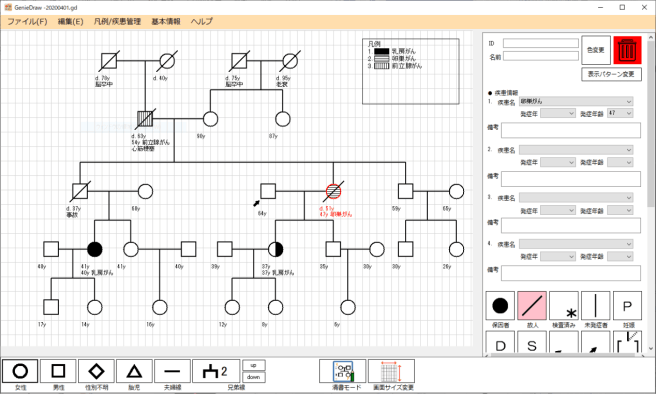 GenieDraw -20200401.gd
ファイル(F) 編集(E) 凡例/疾患管理 基本情報 ヘルプ
凡例
1. 乳房がん
2. 卵巣がん
3. 前立腺がん
d. 70y
脳卒中
d. 40y
d. 75y
脳卒中
d. 95y
老衰
d. 69y
54y 前立腺がん
心筋梗塞
90y
87y
d. 37y
事故
68y
64y
d. 51y
47y 卵巣がん
59y
65y
40y
41y
40y 乳房がん
41y
40y
39y
37y
37y 乳房がん
35y
30y
30y
26y
17y
14y
16y
12y
8y
6y
ID
名前
色変更
表示パターン変更
● 疾患情報
1. 疾患名 卵巣がん
発症年 発症年齢 47
備考
2. 疾患名
発症年 発症年齢
備考
3. 疾患名
発症年 発症年齢
備考
4. 疾患名
発症年 発症年齢
備考
P
保因者 故人 検査済み 未発症者 妊娠
D S
2
up
down
女性 男性 性別不明 胎児 夫婦線 兄弟線
清書モード 画面サイズ変更